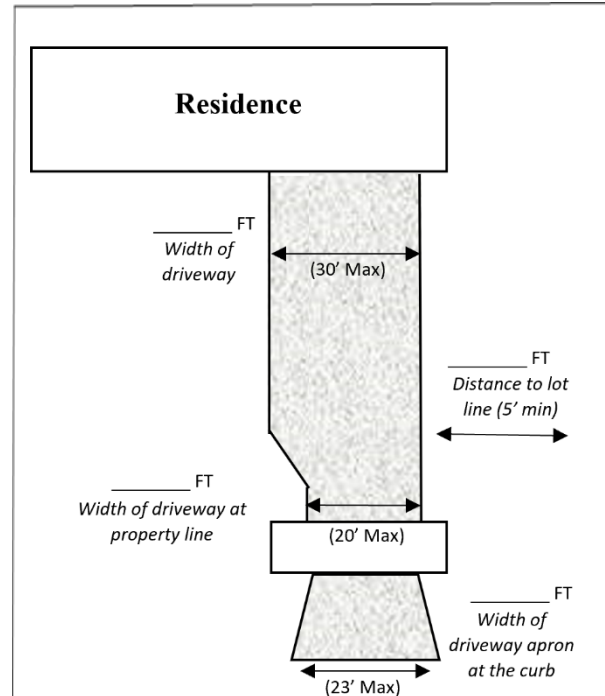 Residence
________ FT
Width of
driveway
(30' Max)
________ FT
Distance to lot
line (5' min)
________ FT
Width of driveway at
property line
(20' Max)
________ FT
Width of
driveway apron
at the curb
(23' Max)